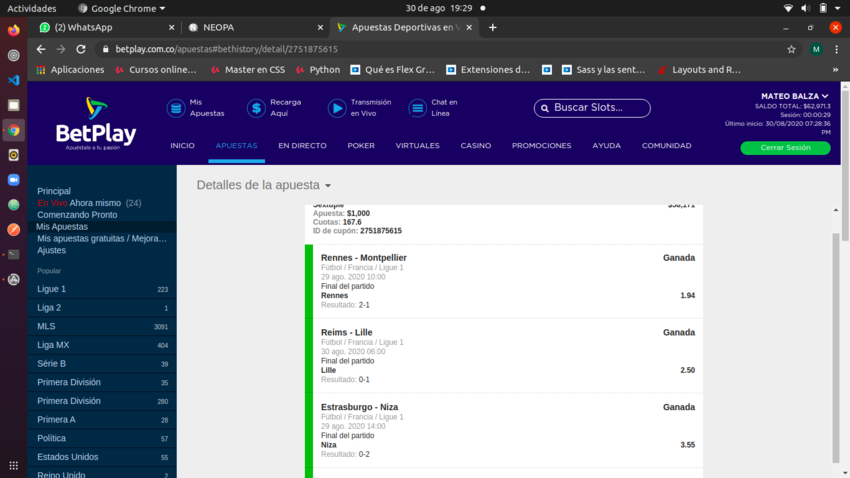 Actividades
Google Chrome
30 de ago 19:29
(2) WhatsApp
NEOPA
Apuestas Deportivas en V
betplay.com.co/apuestas#bethistory/detail/2751875615
M
Aplicaciones
Cursos online…
Master en CSS
Python
Qué es Flex Gr…
Extensiones d…
Sass y las sent…
Layouts and R…
»
BetPlay
Apuéstale a tu pasión
Mis Apuestas
Recarga Aquí
Transmisión en Vivo
Chat en Línea
Buscar Slots...
MATEO BALZA
SALDO TOTAL: $62,971.3
Sesión: 00:00:29
Último inicio: 30/08/2020 07:28:36
PM
Cerrar Sesión
INICIO
APUESTAS
EN DIRECTO
POKER
VIRTUALES
CASINO
PROMOCIONES
AYUDA
COMUNIDAD
Principal
En Vivo Ahora mismo (24)
Comenzando Pronto
Mis Apuestas
Mis apuestas gratuitas / Mejora…
Ajustes
Popular
Ligue 1 223
Liga 2 1
MLS 3091
Liga MX 404
Série B 39
Primera División 35
Primera División 280
Primera A 28
Política 57
Estados Unidos 55
Reino Unido 2
Detalles de la apuesta
Séxtuple $58,171
Apuesta: $1,000
Cuotas: 167.6
ID de cupón: 2751875615
Rennes - Montpellier Ganada
Fútbol / Francia / Ligue 1
29 ago. 2020 10:00
Final del partido
Rennes 1.94
Resultado: 2-1
Reims - Lille Ganada
Fútbol / Francia / Ligue 1
30 ago. 2020 06:00
Final del partido
Lille 2.50
Resultado: 0-1
Estrasburgo - Niza Ganada
Fútbol / Francia / Ligue 1
29 ago. 2020 14:00
Final del partido
Niza 3.55
Resultado: 0-2